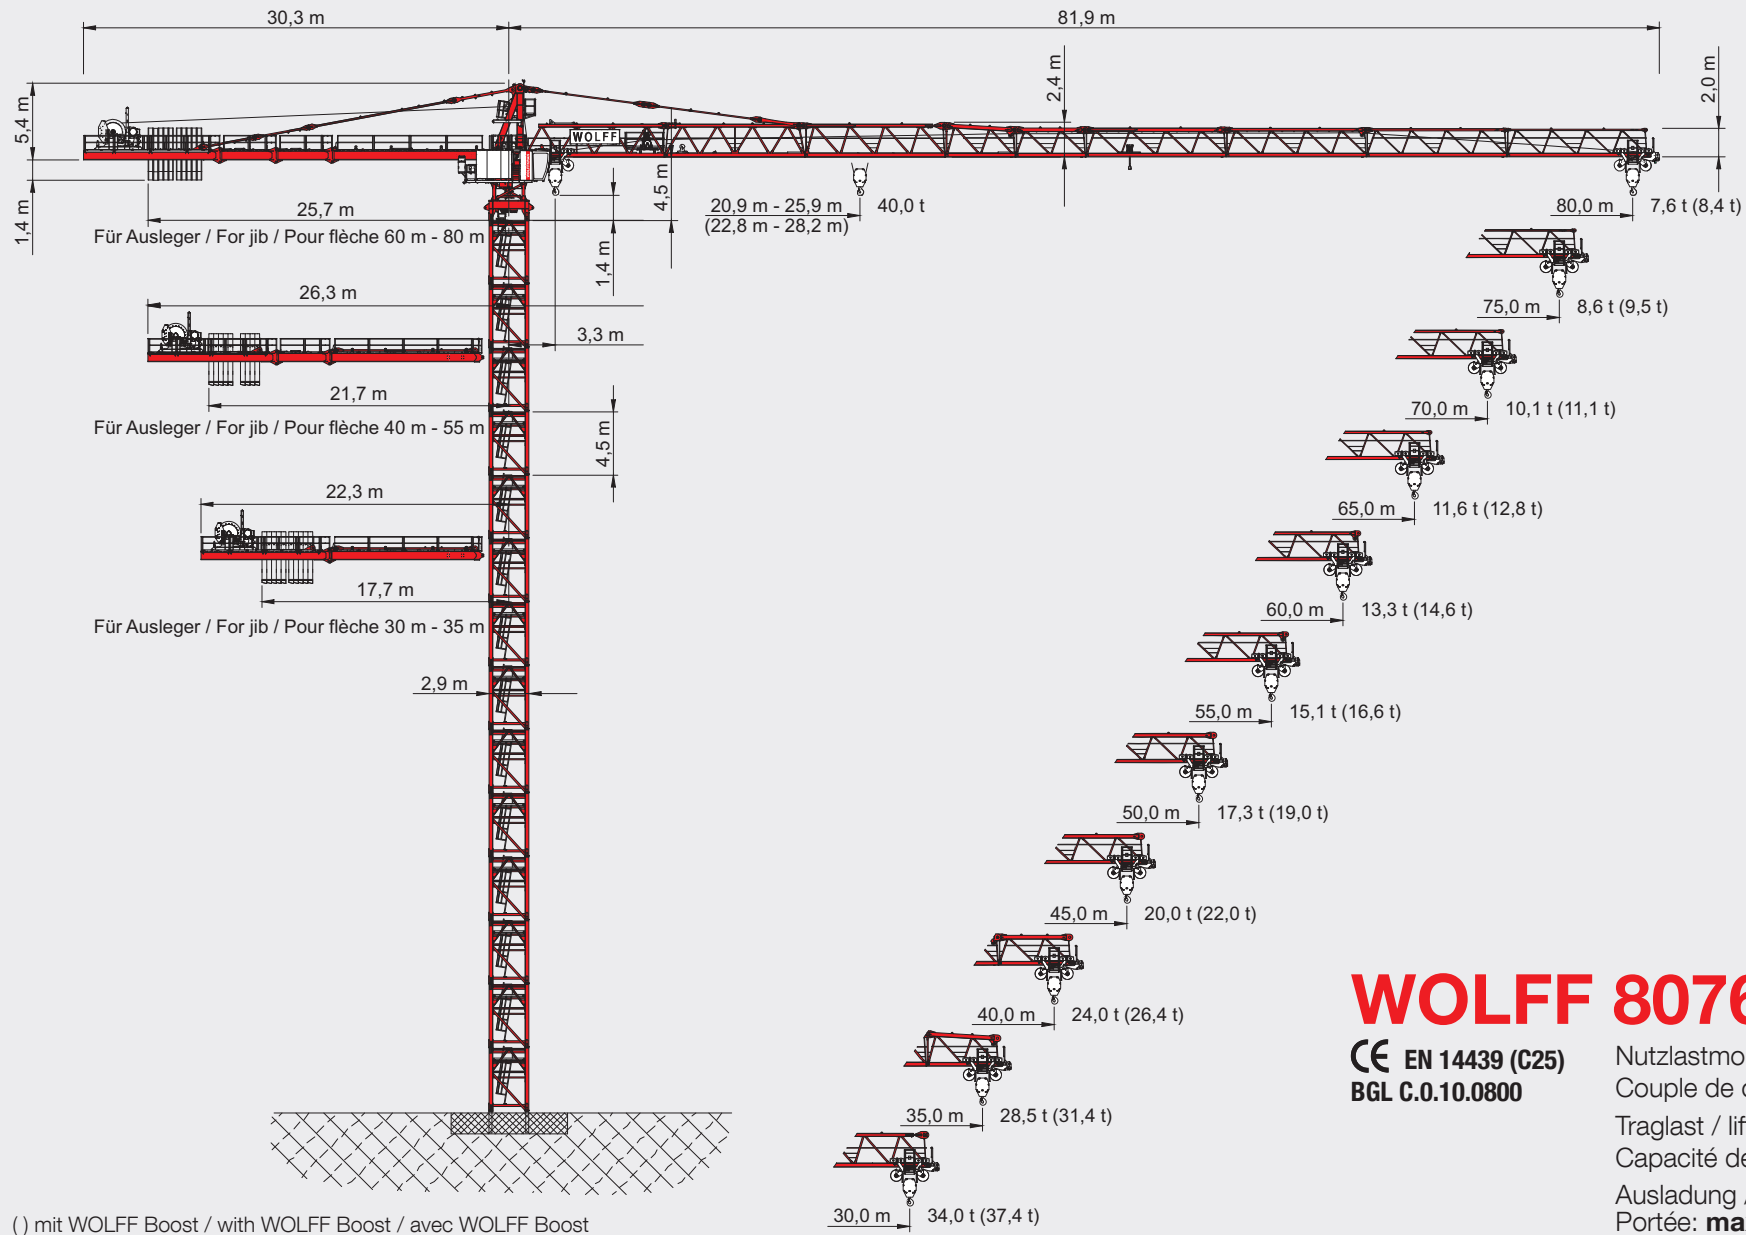 30,3 m
81,9 m
5,4 m
1,4 m
2,4 m
2,0 m
WOLFF
4,5 m
25,7 m
Für Ausleger / For jib / Pour flèche 60 m - 80 m
20,9 m - 25,9 m
40,0 t
(22,8 m - 28,2 m)
80,0 m
7,6 t (8,4 t)
1,4 m
26,3 m
75,0 m
8,6 t (9,5 t)
3,3 m
21,7 m
Für Ausleger / For jib / Pour flèche 40 m - 55 m
70,0 m
10,1 t (11,1 t)
4,5 m
22,3 m
65,0 m
11,6 t (12,8 t)
17,7 m
Für Ausleger / For jib / Pour flèche 30 m - 35 m
60,0 m
13,3 t (14,6 t)
2,9 m
55,0 m
15,1 t (16,6 t)
50,0 m
17,3 t (19,0 t)
45,0 m
20,0 t (22,0 t)
40,0 m
24,0 t (26,4 t)
35,0 m
28,5 t (31,4 t)
30,0 m
34,0 t (37,4 t)
WOLFF 8076
CE EN 14439 (C25)
BGL C.0.10.0800
Nutzlastmo
Couple de c
Traglast / lif
Capacité de
Ausladung /
Portée: ma
( ) mit WOLFF Boost / with WOLFF Boost / avec WOLFF Boost